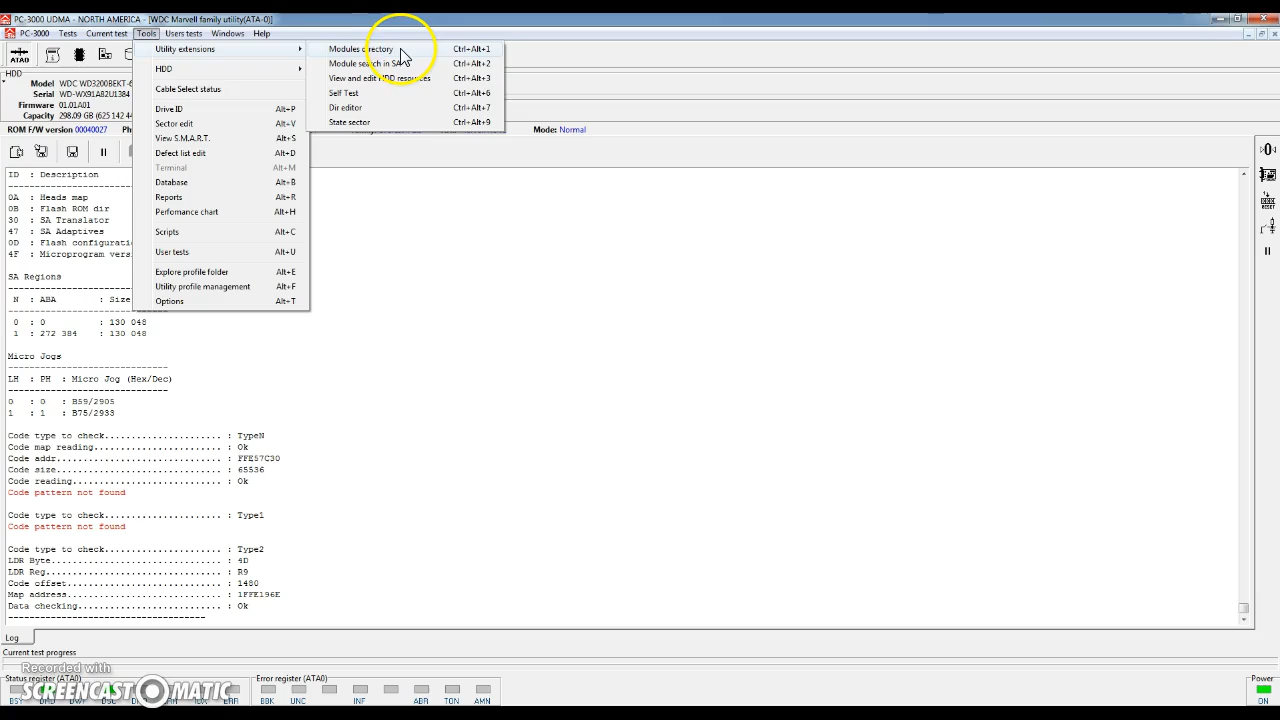 PC-3000 UDMA - NORTH AMERICA - [WDC Marvell family utility(ATA-0)]
PC-3000 Tests Current test Tools Users tests Windows Help
ATA0
HDD
Model WDC WD3200BEKT-6
Serial WD-WX91A82U1384
Firmware 01.01A01
Capacity 298.09 GB (625 142
ROM F/W version 00040027
Mode: Normal
Utility extensions
HDD
Cable Select status
Drive ID Alt+P
Sector edit Alt+V
View S.M.A.R.T. Alt+S
Defect list edit Alt+D
Terminal Alt+M
Database Alt+B
Reports Alt+R
Perfomance chart Alt+H
Scripts Alt+C
User tests Alt+U
Explore profile folder Alt+E
Utility profile management Alt+F
Options Alt+T
Modules directory Ctrl+Alt+1
Module search in SA Ctrl+Alt+2
View and edit HDD resources Ctrl+Alt+3
Self Test Ctrl+Alt+6
Dir editor Ctrl+Alt+7
State sector Ctrl+Alt+9
ID : Description
0A : Heads map
0B : Flash ROM dir
30 : SA Translator
47 : SA Adaptives
0D : Flash configurati
4F : Microprogram vers
SA Regions
N : ABA : Size
0 : 0 : 130 048
1 : 272 384 : 130 048
Micro Jogs
LH : PH : Micro Jog (Hex/Dec)
0 : 0 : B59/2905
1 : 1 : B75/2933
Code type to check...................... : TypeN
Code map reading........................ : Ok
Code addr............................... : FFE57C30
Code size............................... : 65536
Code reading............................ : Ok
Code pattern not found
Code type to check...................... : Type1
Code pattern not found
Code type to check...................... : Type2
LDR Byte................................ : 4D
LDR Reg................................. : R9
Code offset............................. : 1480
Map address............................. : 1FFE196E
Data checking........................... : Ok
Log
Current test progress
Recorded with
SCREENCAST MATIC
Status register (ATA0)
Error register (ATA0)
BBK UNC INF ABR TON AMN
Power
ON
RESET